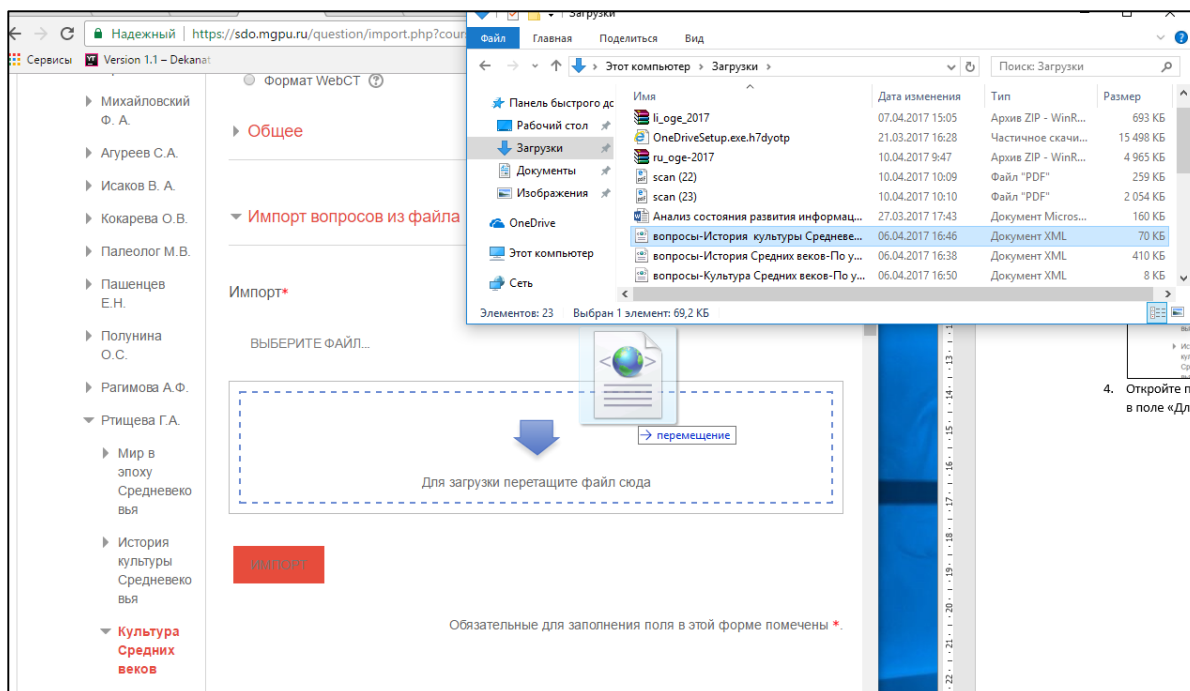 Надежный | https://sdo.mgpu.ru/question/import.php?cour
Сервисы Version 1.1 – Dekanat
Формат WebCT
Михайловский
Ф. А.
Агуреев С.А.
Исаков В. А.
Кокарева О.В.
Палеолог М.В.
Пашенцев
Е.Н.
Полунина
О.С.
Рагимова А.Ф.
Ртищева Г.А.
Мир в
эпоху
Средневеко
вья
История
культуры
Средневеко
вья
Культура
Средних
веков
Общее
Импорт вопросов из файла
Импорт*
ВЫБЕРИТЕ ФАЙЛ...
Для загрузки перетащите файл сюда
ИМПОРТ
Обязательные для заполнения поля в этой форме помечены *.
Загрузки
Файл Главная Поделиться Вид
Этот компьютер > Загрузки > Поиск: Загрузки
Панель быстрого дс
Рабочий стол
Загрузки
Документы
Изображения
OneDrive
Этот компьютер
Сеть
Имя Дата изменения Тип Размер
li_oge_2017 07.04.2017 15:05 Архив ZIP - WinR... 693 КБ
OneDriveSetup.exe.h7dyotp 21.03.2017 16:28 Частичное скачи... 15 498 КБ
ru_oge-2017 10.04.2017 9:47 Архив ZIP - WinR... 4 965 КБ
scan (22) 10.04.2017 10:09 Файл "PDF" 259 КБ
scan (23) 10.04.2017 10:10 Файл "PDF" 2 054 КБ
Анализ состояния развития информац... 27.03.2017 17:43 Документ Micros... 160 КБ
вопросы-История культуры Средневе... 06.04.2017 16:46 Документ XML 70 КБ
вопросы-История Средних веков-По у... 06.04.2017 16:38 Документ XML 410 КБ
вопросы-Культура Средних веков-По у... 06.04.2017 16:50 Документ XML 8 КБ
Элементов: 23 Выбран 1 элемент: 69,2 КБ
перемещение
13
14
15
16
17
18
19
20
21
22
4. Откройте п
в поле «Дл